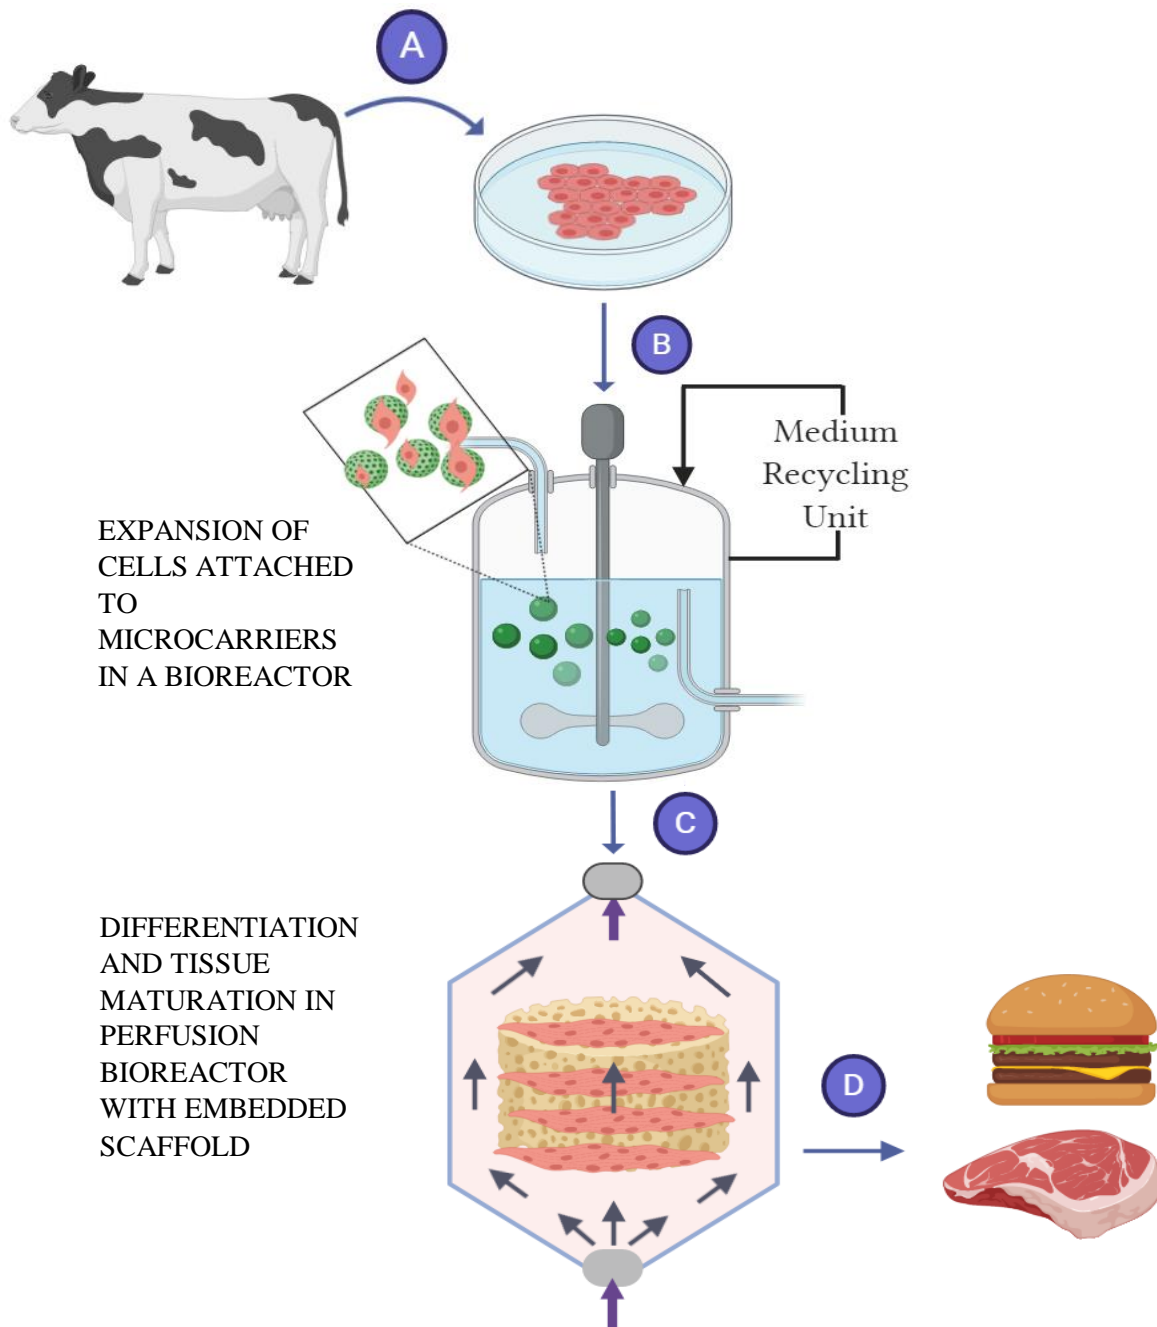 A
B
Medium
Recycling
Unit
EXPANSION OF
CELLS ATTACHED
TO
MICROCARRIERS
IN A BIOREACTOR
C
DIFFERENTIATION
AND TISSUE
MATURATION IN
PERFUSION
BIOREACTOR
WITH EMBEDDED
SCAFFOLD
D